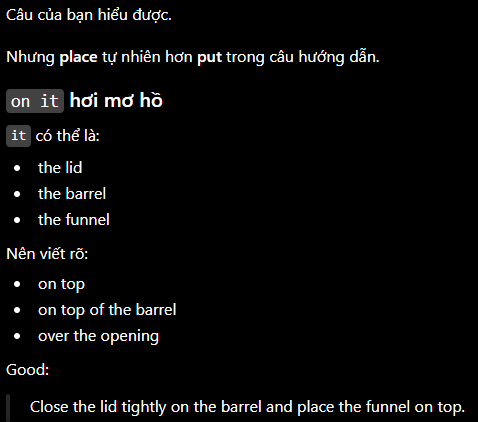 Câu của bạn hiểu được.
Nhưng place tự nhiên hơn put trong câu hướng dẫn.
on it hơi mơ hồ
it có thể là:
the lid
the barrel
the funnel
Nên viết rõ:
on top
on top of the barrel
over the opening
Good:
Close the lid tightly on the barrel and place the funnel on top.